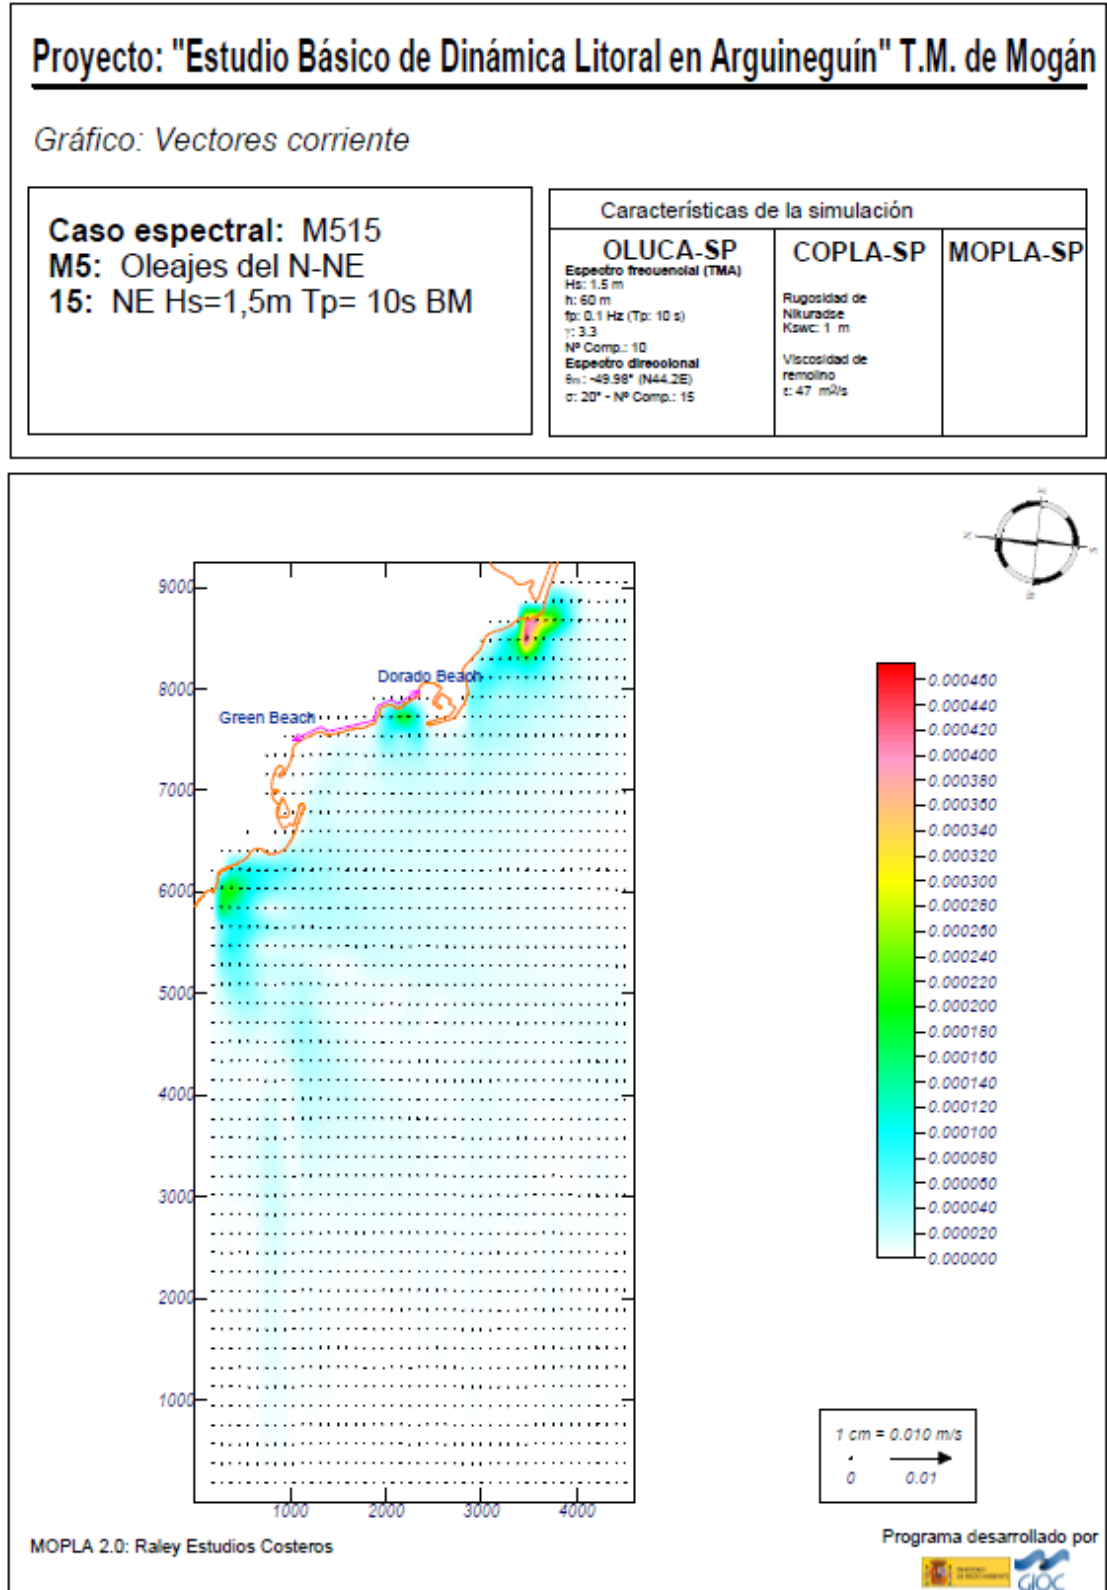 Proyecto: "Estudio Básico de Dinámica Litoral en Arguineguín" T.M. de Mogán
Gráfico: Vectores corriente
Caso espectral: M515
M5: Oleajes del N-NE
15: NE Hs=1,5m Tp= 10s BM
Características de la simulación
OLUCA-SP
Espectro frecuencial (TMA)
Hs: 1.5 m
h: 60 m
fp: 0.1 Hz (Tp: 10 s)
γ: 3.3
Nº Comp.: 10
Espectro direccional
θm: -49.98° (N44.2E)
σ: 20° - Nº Comp.: 15
COPLA-SP
Rugosidad de
Nikuradse
Kswc: 1 m
Viscosidad de
remolino
ε: 47 m2/s
MOPLA-SP
E
N
S
W
9000
8000
7000
6000
5000
4000
3000
2000
1000
Dorado Beach
Green Beach
1000
2000
3000
4000
0.000460
0.000440
0.000420
0.000400
0.000380
0.000360
0.000340
0.000320
0.000300
0.000280
0.000260
0.000240
0.000220
0.000200
0.000180
0.000160
0.000140
0.000120
0.000100
0.000080
0.000060
0.000040
0.000020
0.000000
1 cm = 0.010 m/s
0
0.01
MOPLA 2.0: Raley Estudios Costeros
Programa desarrollado por
GIOC